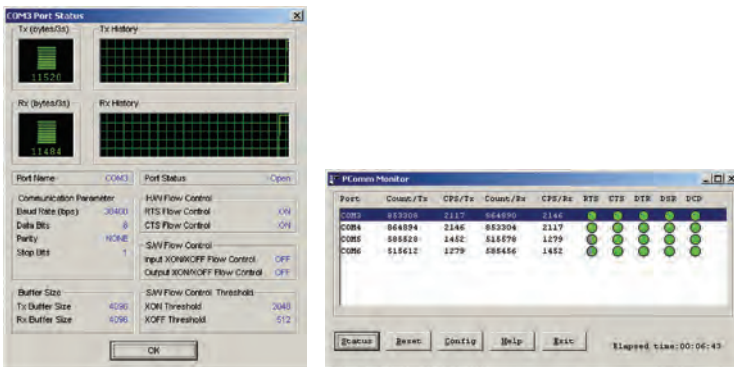 COM3 Port Status
Tx (bytes/3s)
Tx History
11520
Rx (bytes/3s)
Rx History
11484
Port Name COM3
Port Status Open
Communication Parameter
Baud Rate (bps) 38400
Data Bits 8
Parity NONE
Stop Bits 1
H/W Flow Control
RTS Flow Control ON
CTS Flow Control ON
S/W Flow Control
Input XON/XOFF Flow Control OFF
Output XON/XOFF Flow Control OFF
Buffer Size
Tx Buffer Size 4096
Rx Buffer Size 4096
S/W Flow Control Threshold
XON Threshold 2048
XOFF Threshold 512
OK
PComm Monitor
Port Count/Tx CPS/Tx Count/Rx CPS/Rx RTS CTS DTR DSR DCD
COM3 853308 2117 864890 2146
COM4 864894 2146 853304 2117
COM5 585528 1452 515578 1279
COM6 515612 1279 585456 1452
Status Reset Config Help Exit
Elapsed time:00:06:43